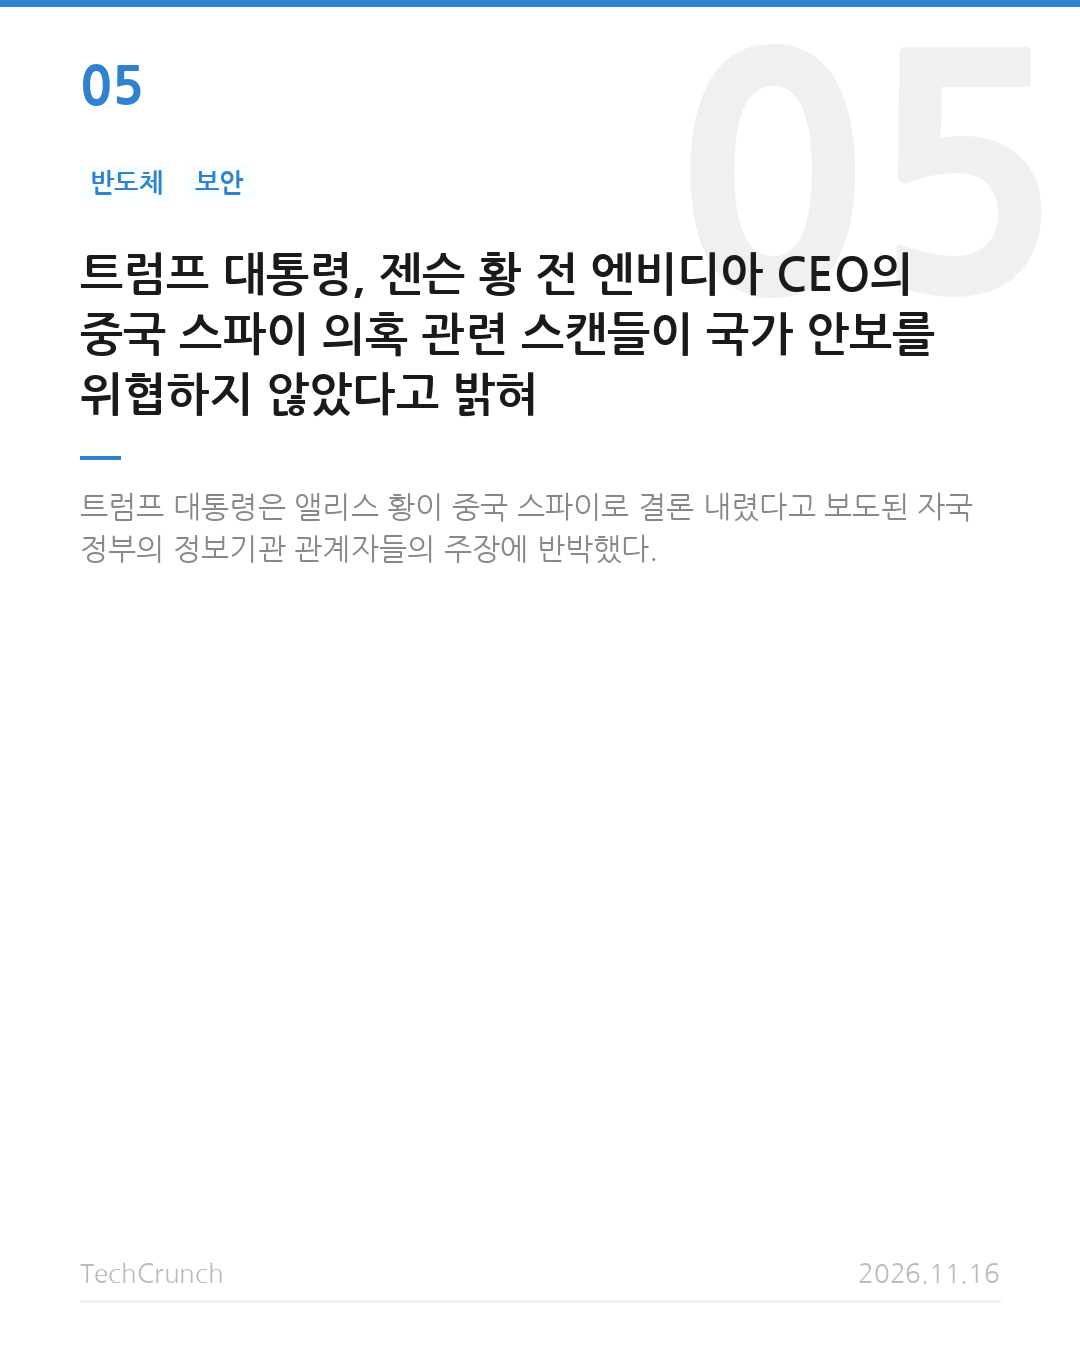 05
05
반도체 보안
트럼프 대통령, 젠슨 황 전 엔비디아 CEO의
중국 스파이 의혹 관련 스캔들이 국가 안보를
위협하지 않았다고 밝혀
트럼프 대통령은 앨리스 황이 중국 스파이로 결론 내렸다고 보도된 자국
정부의 정보기관 관계자들의 주장에 반박했다.
TechCrunch 2026.11.16